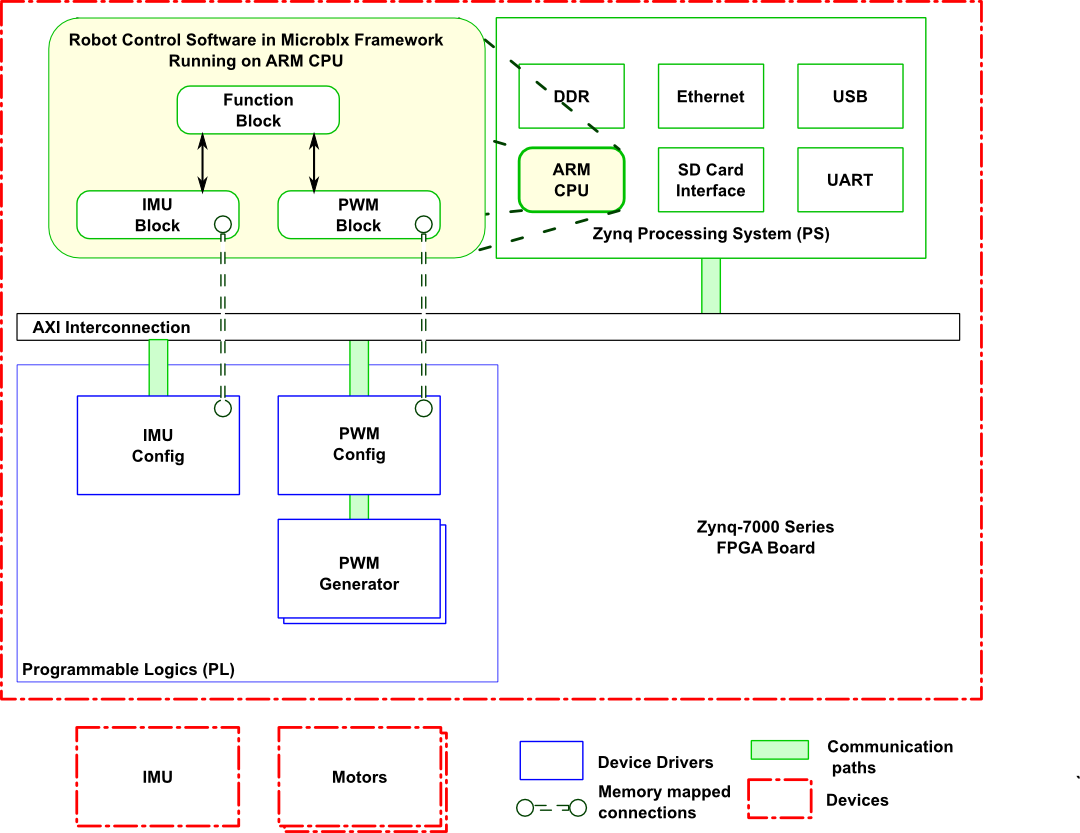 Robot Control Software in Microblx Framework
Running on ARM CPU
Function
Block
IMU
Block
PWM
Block
DDR
Ethernet
USB
ARM
CPU
SD Card
Interface
UART
Zynq Processing System (PS)
AXI Interconnection
IMU
Config
PWM
Config
PWM
Generator
Zynq-7000 Series
FPGA Board
Programmable Logics (PL)
IMU
Motors
Device Drivers
Memory mapped
connections
Communication
paths
Devices